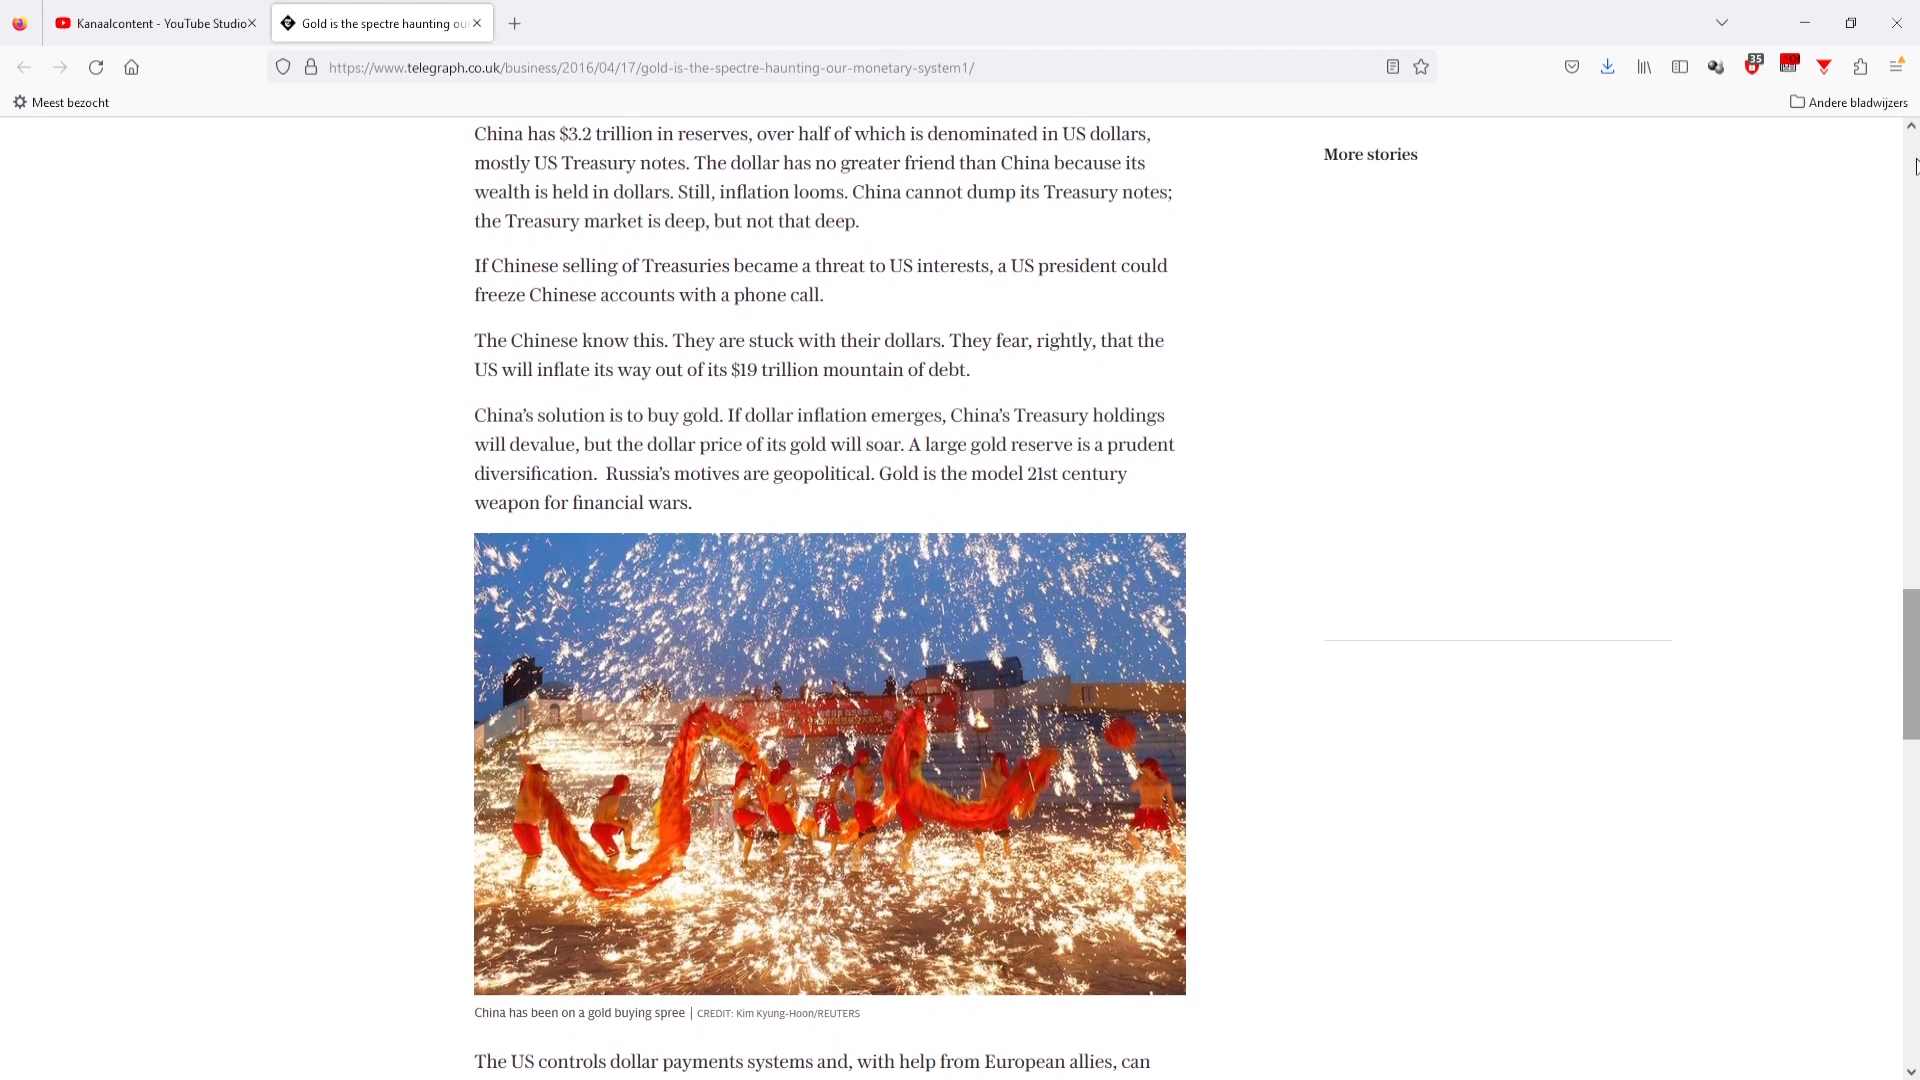 Kanaalcontent - YouTube Studio
Gold is the spectre haunting ou
https://www.telegraph.co.uk/business/2016/04/17/gold-is-the-spectre-haunting-our-monetary-system1/
35
Meest bezocht
Andere bladwijzers
China has $3.2 trillion in reserves, over half of which is denominated in US dollars,
mostly US Treasury notes. The dollar has no greater friend than China because its
wealth is held in dollars. Still, inflation looms. China cannot dump its Treasury notes;
the Treasury market is deep, but not that deep.
If Chinese selling of Treasuries became a threat to US interests, a US president could
freeze Chinese accounts with a phone call.
The Chinese know this. They are stuck with their dollars. They fear, rightly, that the
US will inflate its way out of its $19 trillion mountain of debt.
China’s solution is to buy gold. If dollar inflation emerges, China’s Treasury holdings
will devalue, but the dollar price of its gold will soar. A large gold reserve is a prudent
diversification.  Russia’s motives are geopolitical. Gold is the model 21st century
weapon for financial wars.
China has been on a gold buying spree | CREDIT: Kim Kyung-Hoon/REUTERS
The US controls dollar payments systems and, with help from European allies, can
More stories